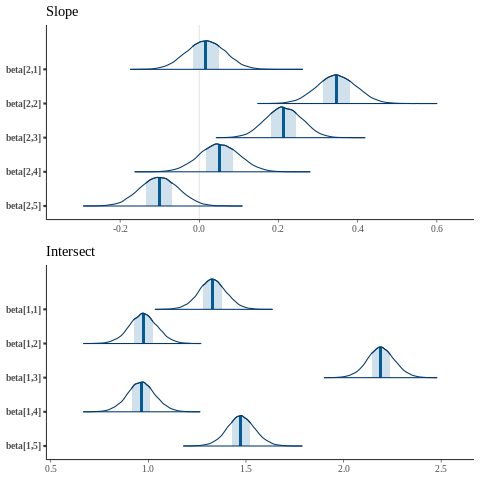 Slope
beta[2,1]
beta[2,2]
beta[2,3]
beta[2,4]
beta[2,5]
-0.2 0.0 0.2 0.4 0.6
Intersect
beta[1,1]
beta[1,2]
beta[1,3]
beta[1,4]
beta[1,5]
0.5 1.0 1.5 2.0 2.5